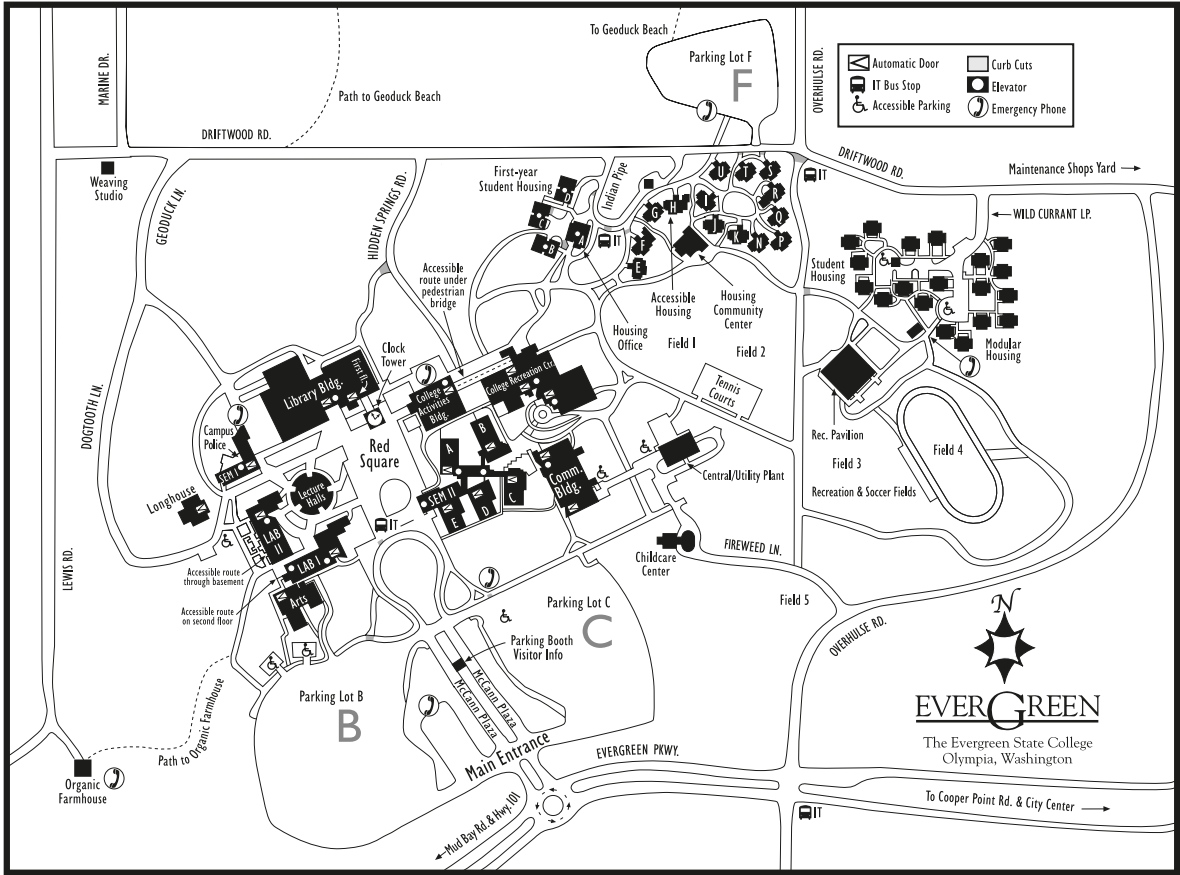 To Geoduck Beach
Parking Lot F
F
MARINE DR.
OVERHULSE RD.
Automatic Door
IT Bus Stop
Accessible Parking
Curb Cuts
Elevator
Emergency Phone
Path to Geoduck Beach
DRIFTWOOD RD.
DRIFTWOOD RD.
Maintenance Shops Yard
Weaving
Studio
GEODUCK LN.
HIDDEN SPRINGS RD.
First-year
Student Housing
Indian Pipe
IT
WILD CURRANT LP.
D
C
B
A
IT
U
T
S
R
Q
P
N
K
J
I
H
G
F
E
Accessible
route under
pedestrian
bridge
Housing
Office
Accessible
Housing
Housing
Community
Center
Student
Housing
Modular
Housing
Field 1
Field 2
Tennis
Courts
Rec. Pavilion
Field 3
Field 4
Recreation & Soccer Fields
Clock
Tower
Library Bldg.
First fl.
College
Activities
Bldg.
College Recreation Ctr.
DOGTOOTH LN.
Campus
Police
SEM I
Red
Square
Lecture
Halls
Longhouse
A
B
C
D
E
SEM II
Comm.
Bldg.
Central/Utility Plant
IT
LAB
II
LAB I
Arts
Accessible route
through basement
Accessible route
on second floor
Childcare
Center
FIREWEED LN.
LEWIS RD.
Field 5
OVERHULSE RD.
Parking Lot C
C
Parking Booth
Visitor Info
Parking Lot B
B
McCann Plaza
McCann Plaza
Main Entrance
EVERGREEN PKWY.
Path to Organic Farmhouse
Organic
Farmhouse
Mud Bay Rd. & Hwy. 101
IT
To Cooper Point Rd. & City Center
N
EVERGREEN
The Evergreen State College
Olympia, Washington